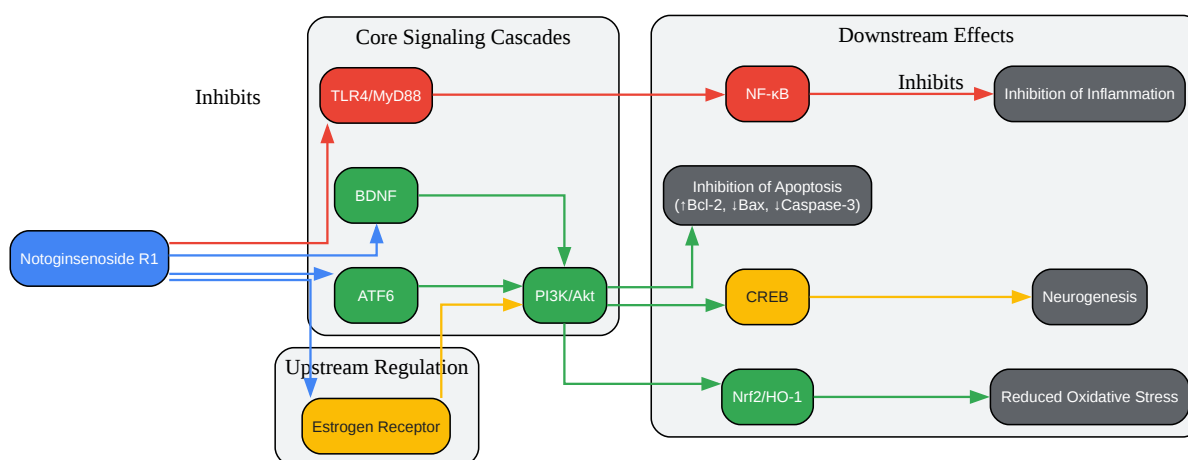 Core Signaling Cascades
Downstream Effects
Inhibits
TLR4/MyD88
NF-κB
Inhibits
Inhibition of Inflammation
BDNF
Inhibition of Apoptosis
(↑Bcl-2, ↓Bax, ↓Caspase-3)
Notoginsenoside R1
ATF6
PI3K/Akt
CREB
Neurogenesis
Upstream Regulation
Estrogen Receptor
Nrf2/HO-1
Reduced Oxidative Stress